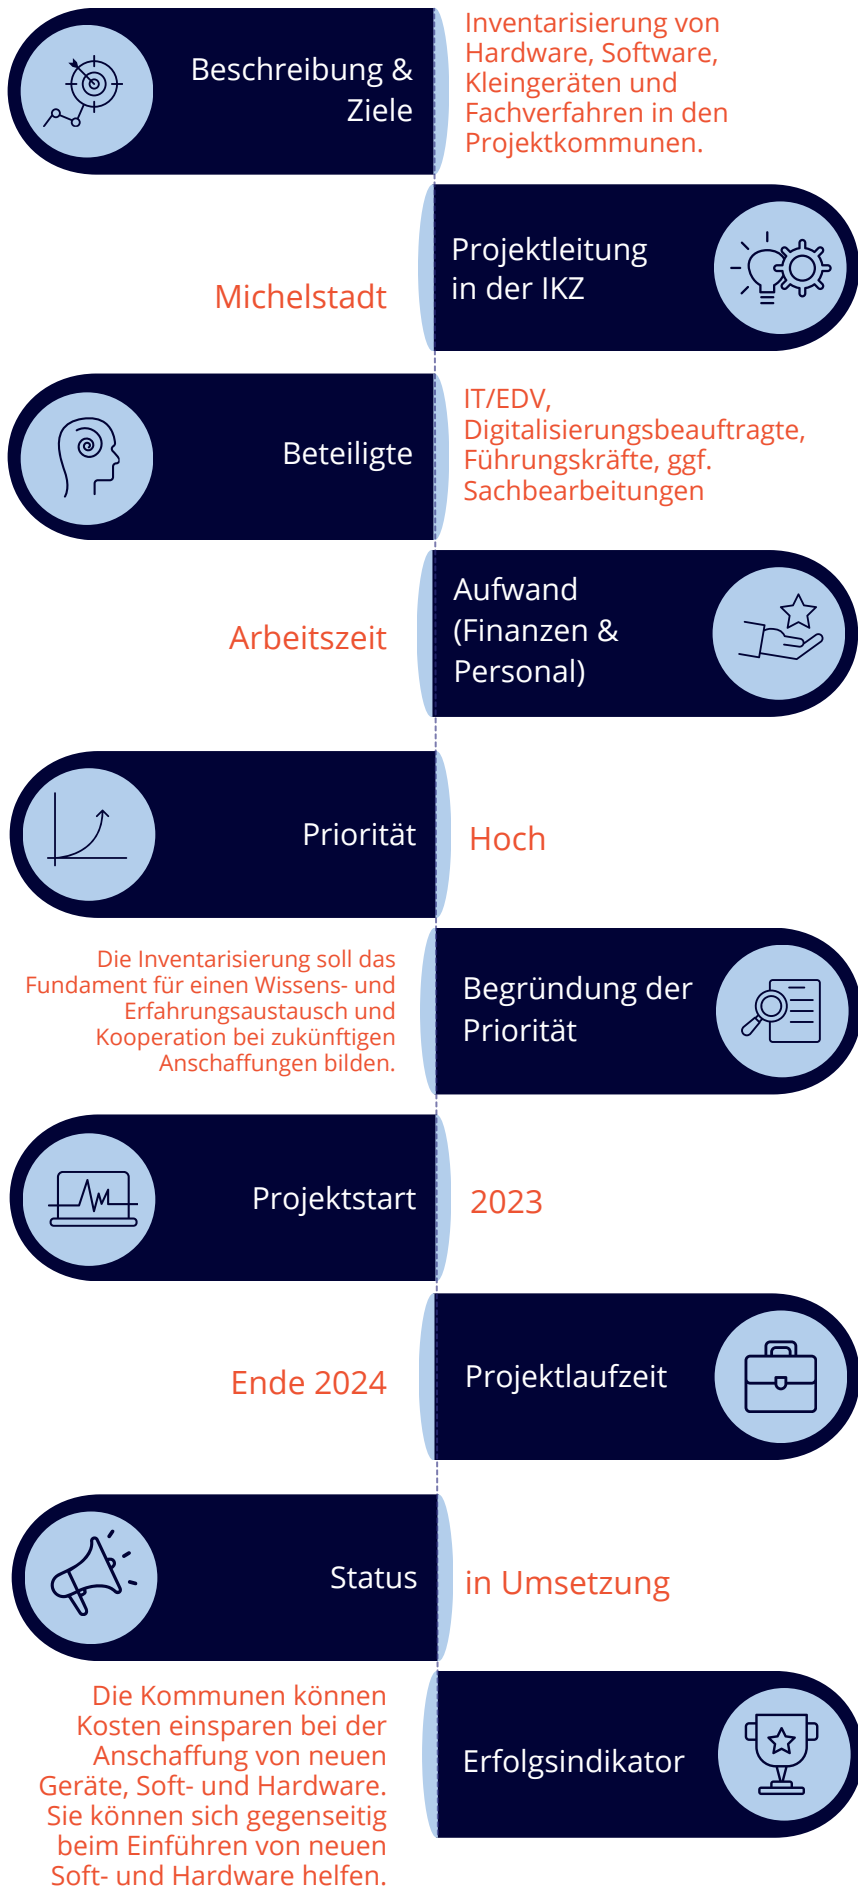 Beschreibung &
Ziele
Inventarisierung von
Hardware, Software,
Kleingeräten und
Fachverfahren in den
Projektkommunen.
Projektleitung
in der IKZ
Michelstadt
Beteiligte
IT/EDV,
Digitalisierungsbeauftragte,
Führungskräfte, ggf.
Sachbearbeitungen
Aufwand
(Finanzen &
Personal)
Arbeitszeit
Priorität
Hoch
Begründung der
Priorität
Die Inventarisierung soll das
Fundament für einen Wissens- und
Erfahrungsaustausch und
Kooperation bei zukünftigen
Anschaffungen bilden.
Projektstart
2023
Projektlaufzeit
Ende 2024
Status
in Umsetzung
Erfolgsindikator
Die Kommunen können
Kosten einsparen bei der
Anschaffung von neuen
Geräte, Soft- und Hardware.
Sie können sich gegenseitig
beim Einführen von neuen
Soft- und Hardware helfen.